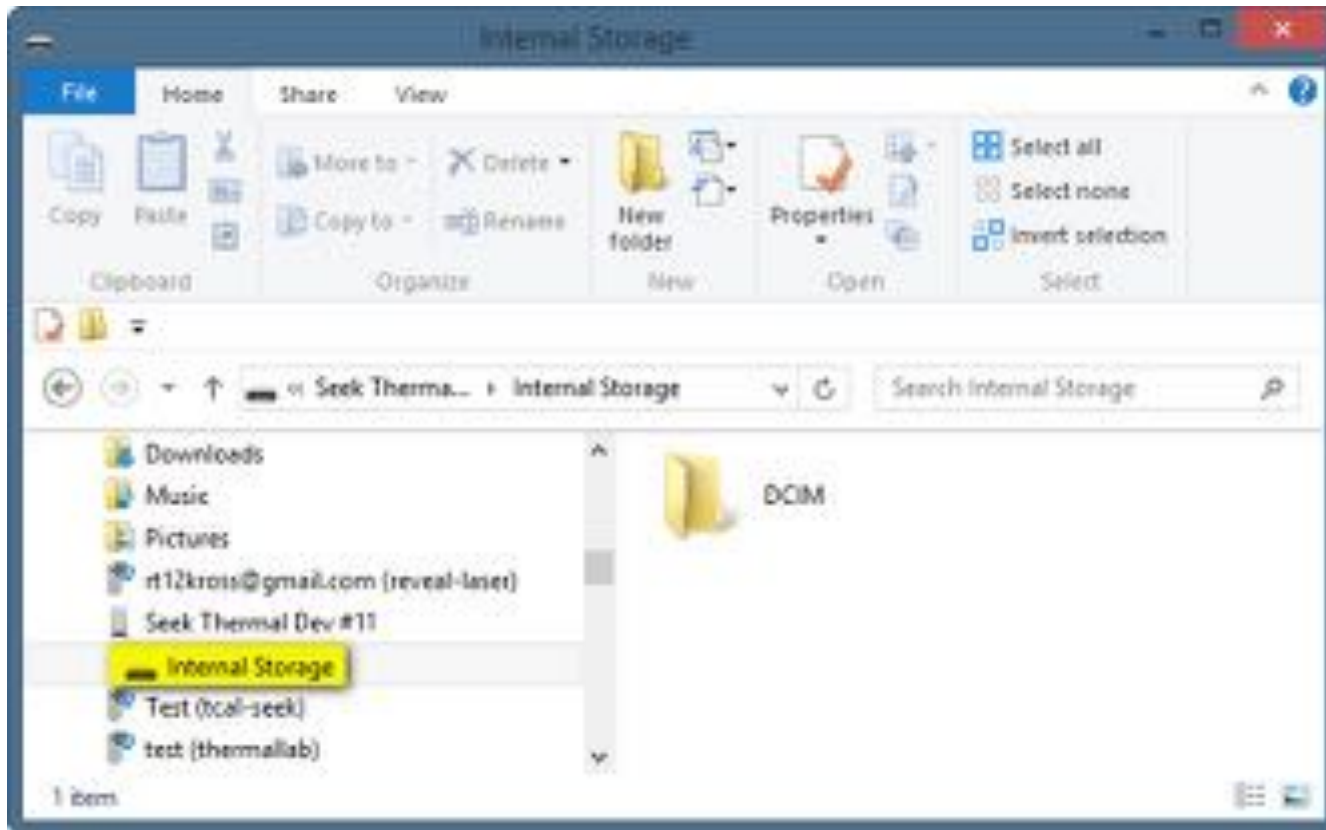 Internal Storage
File Home Share View
Copy Paste Move to Copy to Delete Rename New folder Properties Select all Select none Invert selection
Clipboard Organize New Open Select
Seek Therma... Internal Storage Search Internal Storage
Downloads
Music
Pictures
rt12kross@gmail.com (reveal-laser)
Seek Thermal Dev #11
Internal Storage
Test (tcal-seek)
test (thermallab)
DCIM
1 item